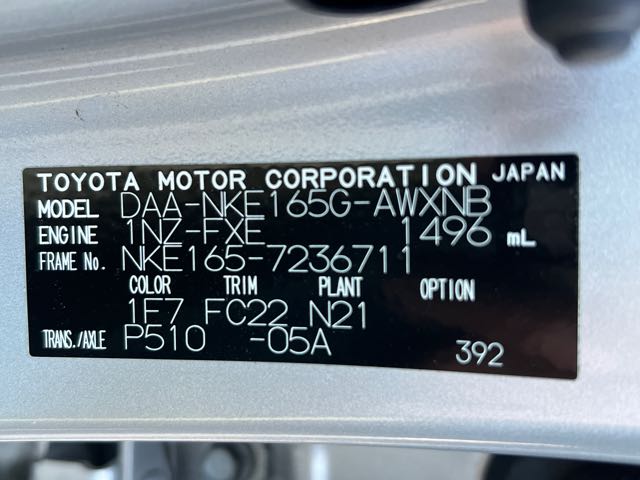 TOYOTA MOTOR CORPORATION JAPAN
MODEL DAA-NKE165G-AWXNB
ENGINE 1NZ-FXE 1496 mL
FRAME No. NKE165-7236711
COLOR TRIM PLANT OPTION
1F7 FC22 N21
TRANS./AXLE P510 -05A 392